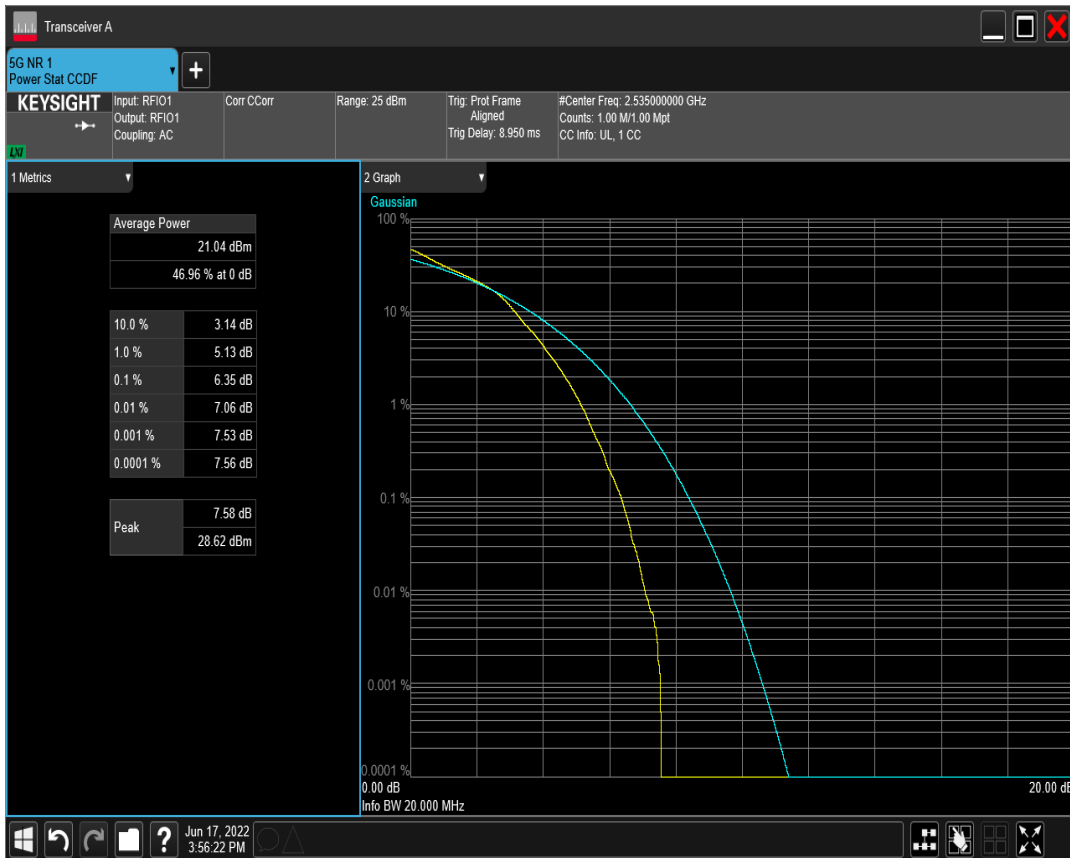 Transceiver A
5G NR 1
Power Stat CCDF
KEYSIGHT
LXI
Input: RFIO1
Output: RFIO1
Coupling: AC
Corr CCorr
Range: 25 dBm
Trig: Prot Frame
Aligned
Trig Delay: 8.950 ms
#Center Freq: 2.535000000 GHz
Counts: 1.00 M/1.00 Mpt
CC Info: UL, 1 CC
1 Metrics
Average Power
21.04 dBm
46.96 % at 0 dB
10.0 % 3.14 dB
1.0 % 5.13 dB
0.1 % 6.35 dB
0.01 % 7.06 dB
0.001 % 7.53 dB
0.0001 % 7.56 dB
Peak
7.58 dB
28.62 dBm
2 Graph
Gaussian
100 %
10 %
1 %
0.1 %
0.01 %
0.001 %
0.0001 %
0.00 dB 20.00 dB
Info BW 20.000 MHz
Jun 17, 2022
3:56:22 PM